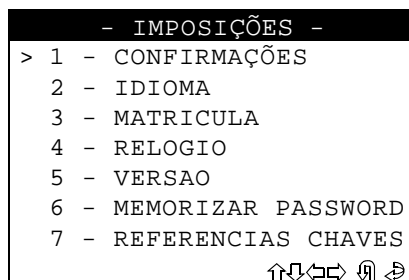 - IMPOSIÇÕES -
> 1 - CONFIRMAÇÕES
2 - IDIOMA
3 - MATRICULA
4 - RELOGIO
5 - VERSAO
6 - MEMORIZAR PASSWORD
7 - REFERENCIAS CHAVES